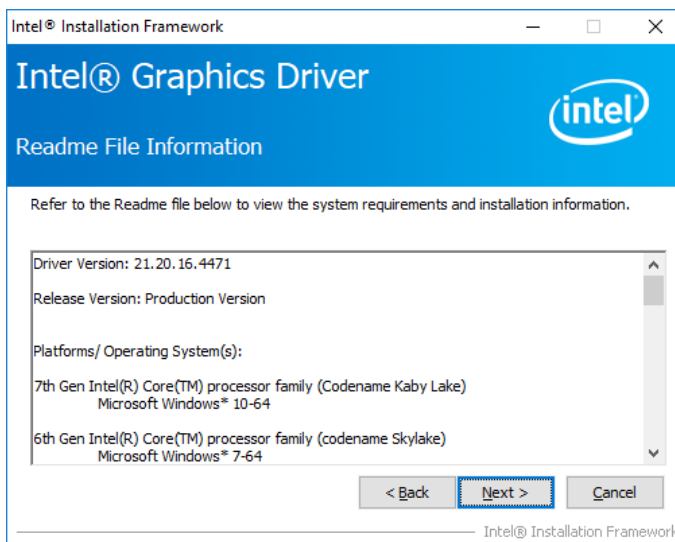 Intel® Installation Framework
Intel® Graphics Driver
intel
Readme File Information
Refer to the Readme file below to view the system requirements and installation information.
Driver Version: 21.20.16.4471
Release Version: Production Version
Platforms/ Operating System(s):
7th Gen Intel(R) Core(TM) processor family (Codename Kaby Lake)
Microsoft Windows* 10-64
6th Gen Intel(R) Core(TM) processor family (codename Skylake)
Microsoft Windows* 7-64
< Back Next > Cancel
Intel® Installation Framework